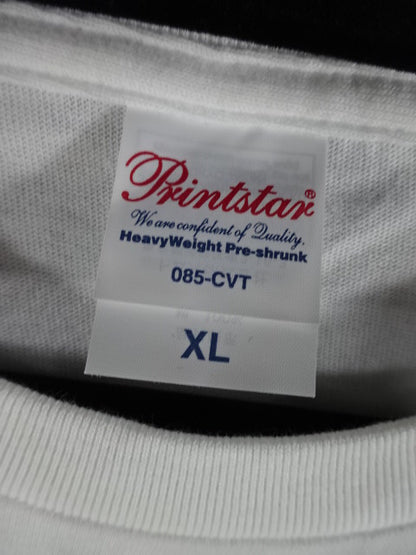 Printstar®
We are confident of Quality.
HeavyWeight Pre-shrunk
085-CVT
XL